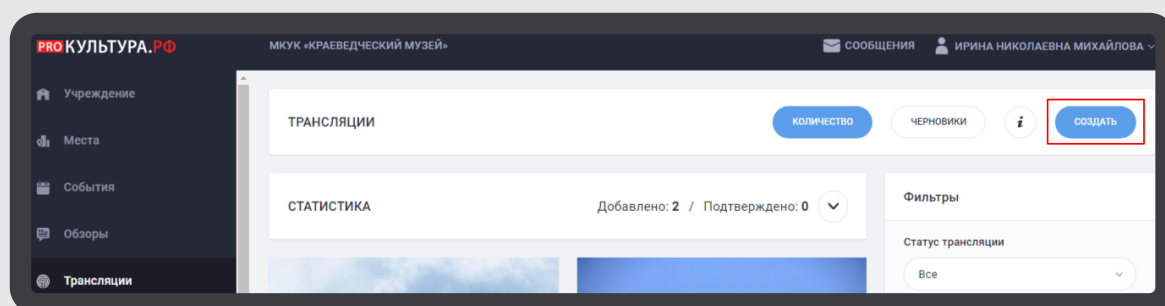 PRO КУЛЬТУРА.РФ
МКУК «КРАЕВЕДЧЕСКИЙ МУЗЕЙ»
СООБЩЕНИЯ
ИРИНА НИКОЛАЕВНА МИХАЙЛОВА
Учреждение
Места
События
Обзоры
Трансляции
ТРАНСЛЯЦИИ
КОЛИЧЕСТВО
ЧЕРНОВИКИ
i
СОЗДАТЬ
СТАТИСТИКА
Добавлено: 2 / Подтверждено: 0
Фильтры
Статус трансляции
Все